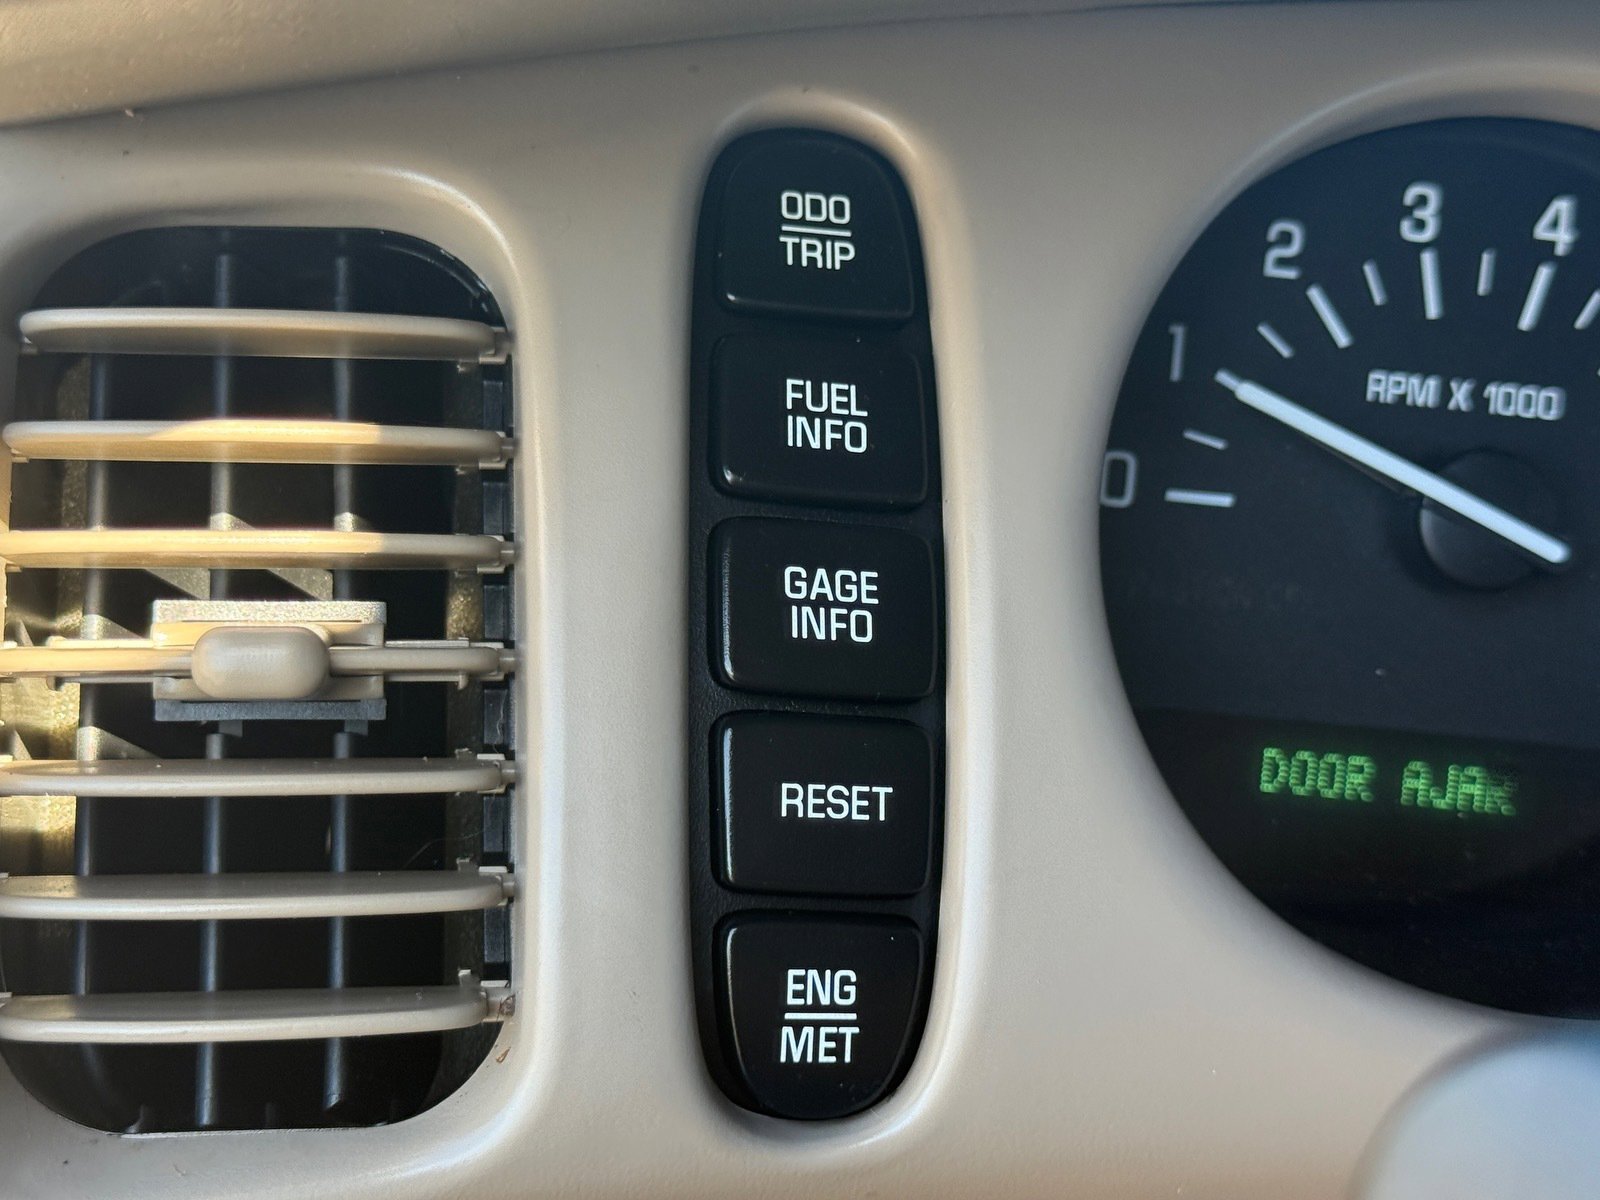 ODO
TRIP
FUEL
INFO
GAGE
INFO
RESET
ENG
MET
0
1
2
3
4
RPM X 1000
DOOR AJAR